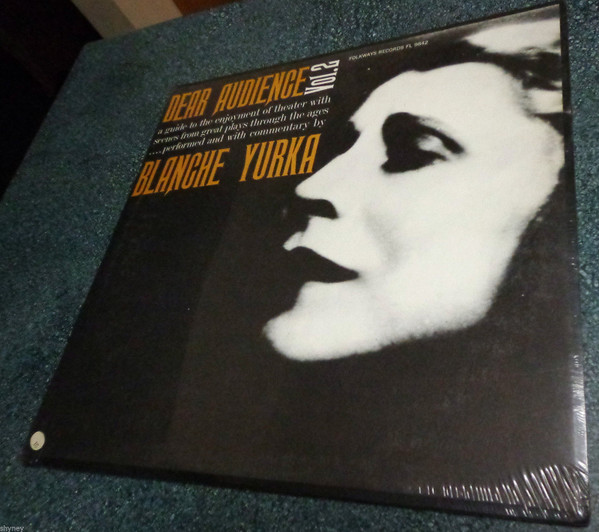 FOLKWAYS RECORDS FL 9842
DEAR AUDIENCE Vol.2
a guide to the enjoyment of theater with
scenes from great plays through the ages
....performed and with commentary by
BLANCHE YURKA
shyney